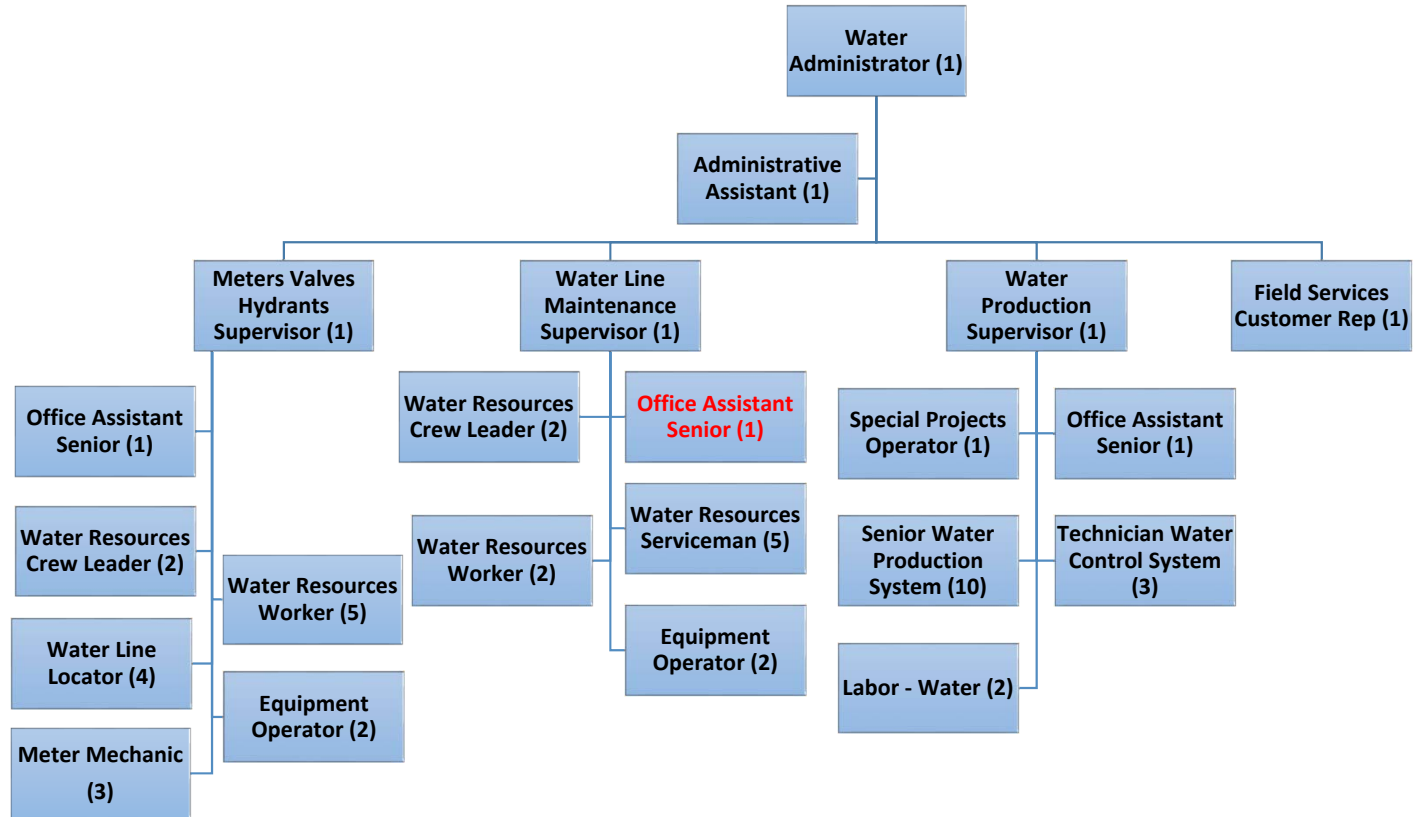 Water
Administrator (1)
Administrative
Assistant (1)
Meters Valves
Hydrants
Supervisor (1)
Water Line
Maintenance
Supervisor (1)
Water
Production
Supervisor (1)
Field Services
Customer Rep (1)
Office Assistant
Senior (1)
Water Resources
Crew Leader (2)
Water Resources
Worker (5)
Water Line
Locator (4)
Equipment
Operator (2)
Meter Mechanic
(3)
Water Resources
Crew Leader (2)
Office Assistant
Senior (1)
Water Resources
Serviceman (5)
Water Resources
Worker (2)
Equipment
Operator (2)
Special Projects
Operator (1)
Office Assistant
Senior (1)
Senior Water
Production
System (10)
Technician Water
Control System
(3)
Labor - Water (2)